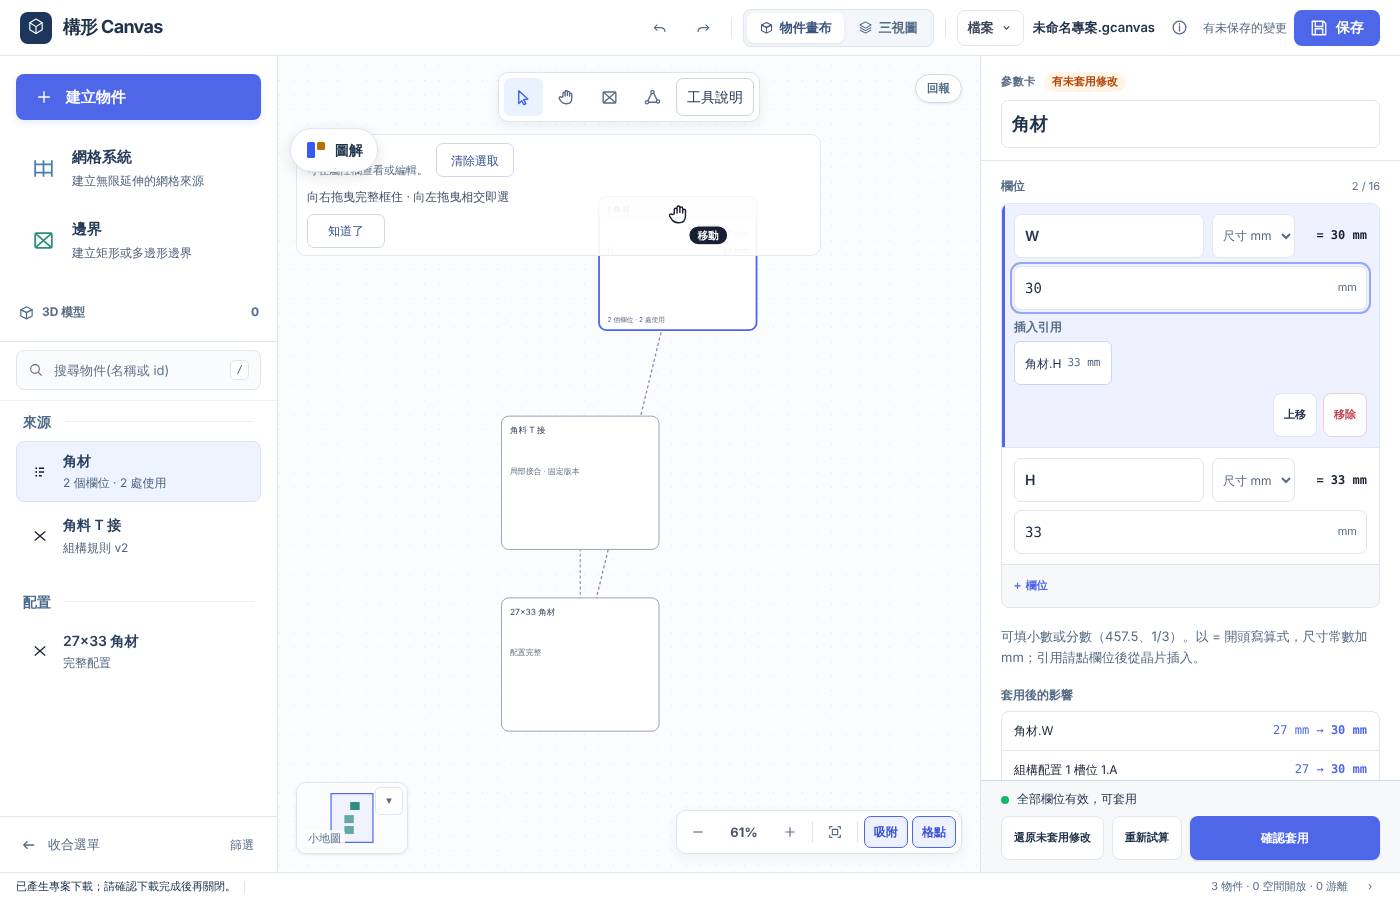 構形 Canvas
物件畫布
三視圖
檔案
未命名專案.gcanvas
有未保存的變更
保存
建立物件
網格系統
建立無限延伸的網格來源
邊界
建立矩形或多邊形邊界
3D 模型
0
搜尋物件(名稱或 id)
/
來源
角材
2 個欄位 · 2 處使用
角料 T 接
組構規則 v2
配置
27×33 角材
完整配置
收合選單
篩選
工具說明
回報
圖解
查看或編輯。
清除選取
向右拖曳完整框住 · 向左拖曳相交即選
知道了
移動
2 個欄位 · 2 處使用
角料 T 接
局部接合 · 固定版本
27×33 角材
配置完整
小地圖
61%
吸附
格點
參數卡
有未套用修改
角材
欄位
2 / 16
W
尺寸 mm
= 30 mm
30
mm
插入引用
角材.H 33 mm
上移
移除
H
尺寸 mm
= 33 mm
33
mm
+ 欄位
可填小數或分數（457.5、1/3）。以 = 開頭寫算式，尺寸常數加
mm；引用請點欄位後從晶片插入。
套用後的影響
角材.W
27 mm → 30 mm
組構配置 1 槽位 1.A
27 → 30 mm
全部欄位有效，可套用
還原未套用修改
重新試算
確認套用
已產生專案下載；請確認下載完成後再關閉。
3 物件 · 0 空間開放 · 0 游離